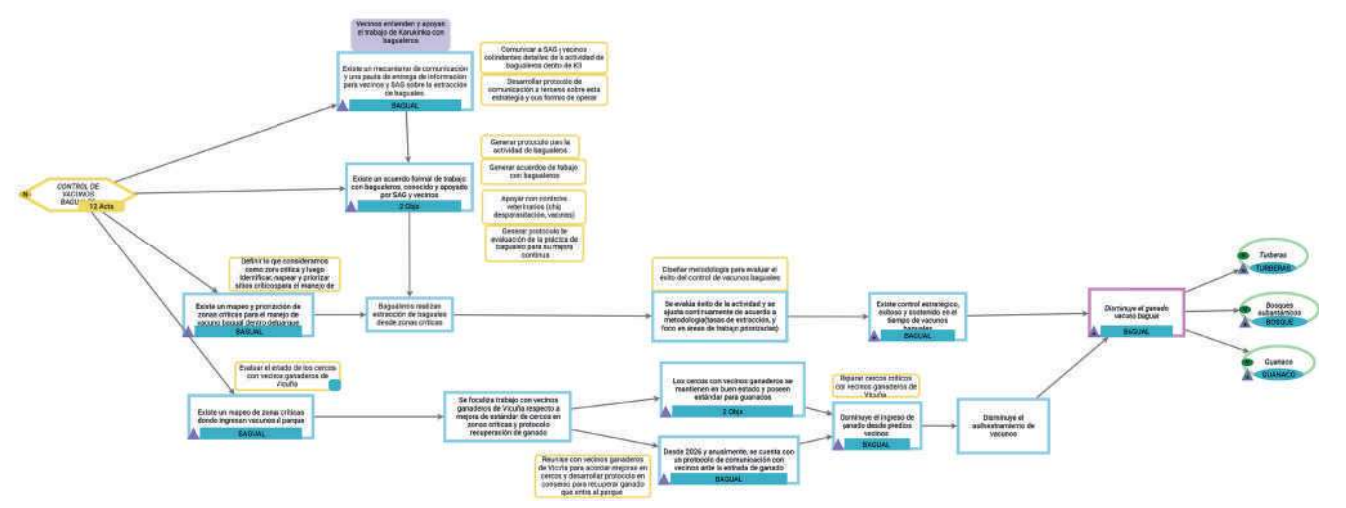 Vecinos entienden y apoyan
el trabajo de Karukinka con
bagualeros
Existe un mecanismo de comunicación
y una pauta de entrega de información
para vecinos y SAG sobre la extracción
de baguales
BAGUAL
Comunicar a SAG y vecinos
colindantes detalles de la actividad de
bagualeros dentro de
Desarrollar protocolo de
comunicación a terceros sobre esta
estrategia y sus formas de operar
CONTROL DE
VACUNOS
12 Acts
Existe un acuerdo formal de trabajo
con bagualeros, conocido y apoyado
por SAG y vecinos
2 Objs
Generar protocolo para la
actividad de bagualeros
Generar acuerdos de trabajo
con bagualeros
Apoyar con controles
veterinarios (chip,
desparasitación, vacunas)
Generar protocolo de
evaluación de la práctica de
bagualeo para su mejora
continua
Definir lo que consideramos
como zona crítica y luego
identificar, mapear y priorizar
sitios críticos para el manejo de
Existe un mapeo y priorización de
zonas críticas para el manejo de
vacuno bagual dentro del parque
BAGUAL
Bagualeros realizan
extracción de baguales
desde zonas críticas
Diseñar metodología para evaluar el
éxito del control de vacunos baguales
Se evalúa éxito de la actividad y se
ajusta continuamente de acuerdo a
metodología (tasas de extracción, y
foco en áreas de trabajo priorizadas)
Existe control estratégico,
exitoso y sostenido en el
tiempo de vacunos
baguales
BAGUAL
Disminuye el ganado
vacuno bagual
BAGUAL
Turberas
TURBERAS
Bosques
subantárticos
BOSQUE
Guanaco
GUANACO
Evaluar el estado de los cercos
con vecinos ganaderos de
Vicuña
Existe un mapeo de zonas críticas
donde ingresan vacunos al parque
BAGUAL
Se focaliza trabajo con vecinos
ganaderos de Vicuña respecto a
mejora de estándar de cercos en
zonas críticas y protocolo
recuperación de ganado
Reunirse con vecinos ganaderos
de Vicuña para acordar mejoras en
cercos y desarrollar protocolo en
consenso para recuperar ganado
que entra al parque
Los cercos con vecinos ganaderos se
mantienen en buen estado y poseen
estándar para guanacos
2 Objs
Desde 2026 y anualmente, se cuenta con
un protocolo de comunicación con
vecinos ante la entrada de ganado
BAGUAL
Reparar cercos críticos
con vecinos ganaderos de
Vicuña
Disminuye el ingreso de
ganado desde predios
vecinos
BAGUAL
Disminuye el
de
vacunos